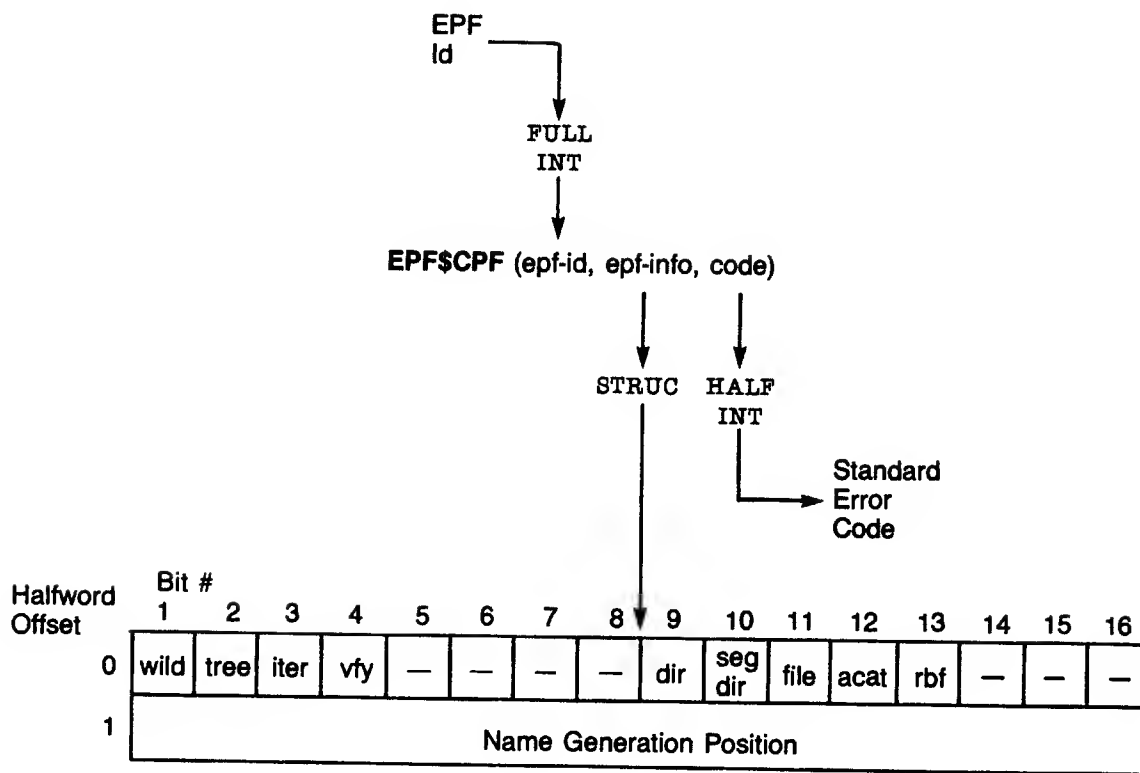 EPF
Id
FULL
INT
EPF$CPF (epf-id, epf-info, code)
STRUC
HALF
INT
Standard
Error
Code
Halfword
Offset
Bit #
1 2 3 4 5 6 7 8 9 10 11 12 13 14 15 16
0 wild tree iter vfy — — — — dir seg dir file acat rbf — — —
1 Name Generation Position